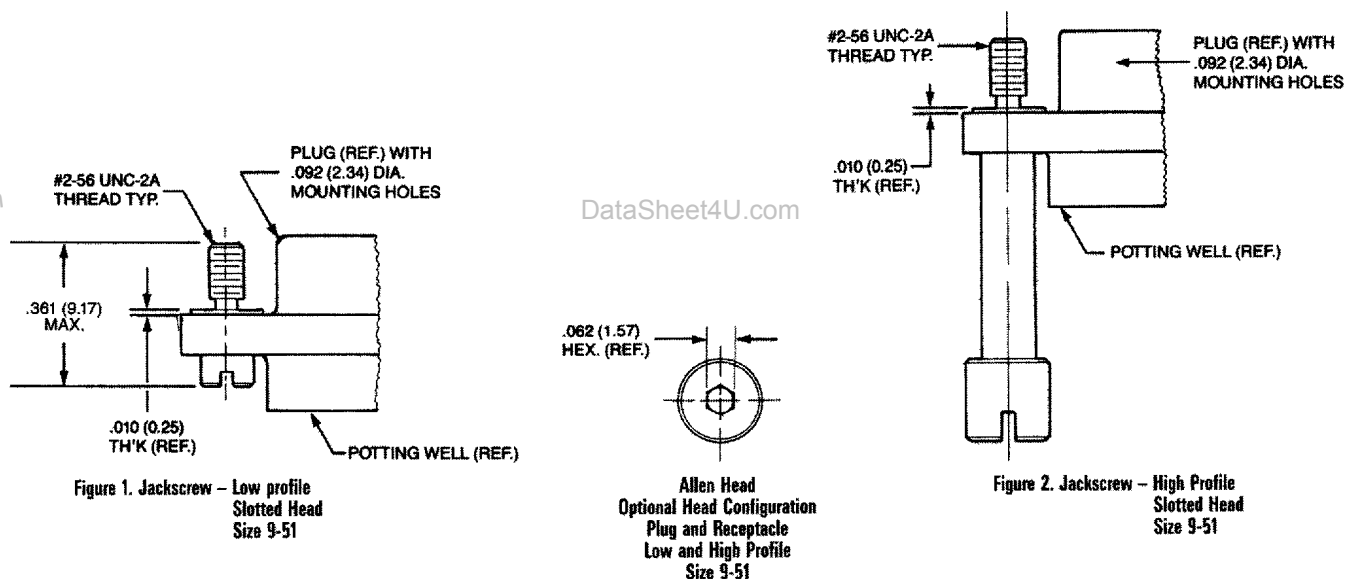 #2-56 UNC-2A
THREAD TYP.
PLUG (REF.) WITH
.092 (2.34) DIA.
MOUNTING HOLES
.361 (9.17)
MAX.
.010 (0.25)
TH'K (REF.)
POTTING WELL (REF.)
Figure 1. Jackscrew – Low profile
Slotted Head
Size 9-51
DataSheet4U.com
.062 (1.57)
HEX. (REF.)
Allen Head
Optional Head Configuration
Plug and Receptacle
Low and High Profile
Size 9-51
#2-56 UNC-2A
THREAD TYP.
PLUG (REF.) WITH
.092 (2.34) DIA.
MOUNTING HOLES
.010 (0.25)
TH'K (REF.)
POTTING WELL (REF.)
Figure 2. Jackscrew – High Profile
Slotted Head
Size 9-51